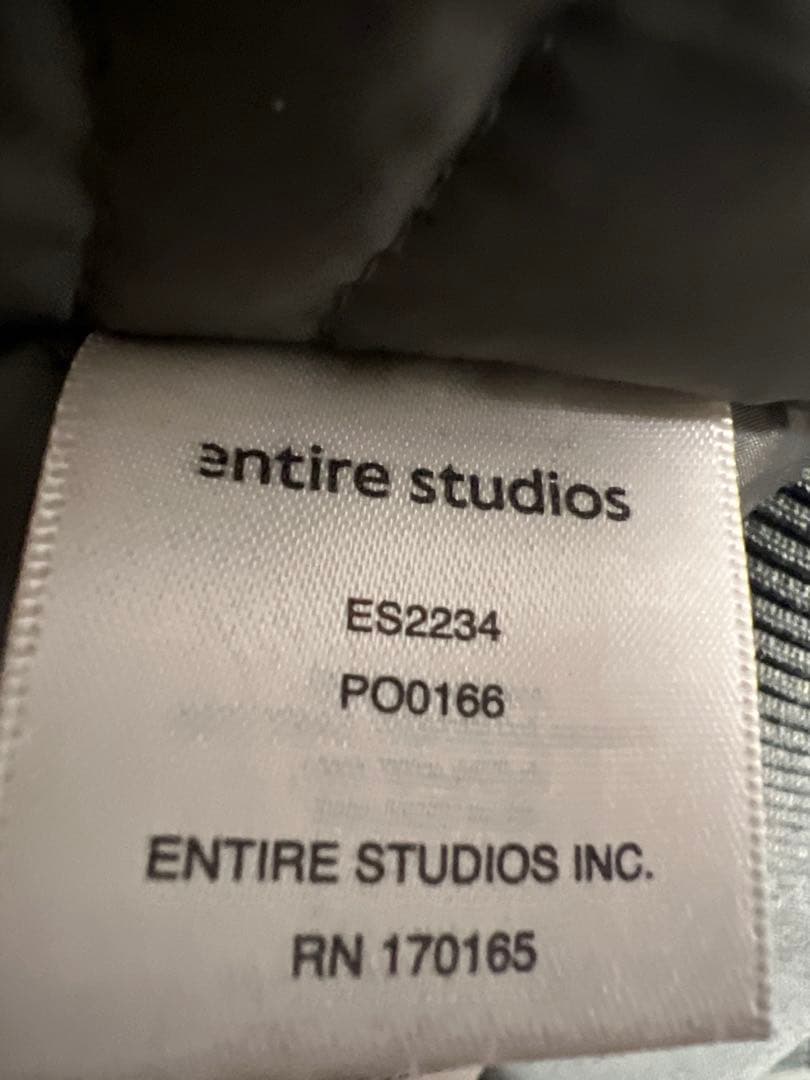 entire studios
ES2234
PO0166
ENTIRE STUDIOS INC.
RN 170165